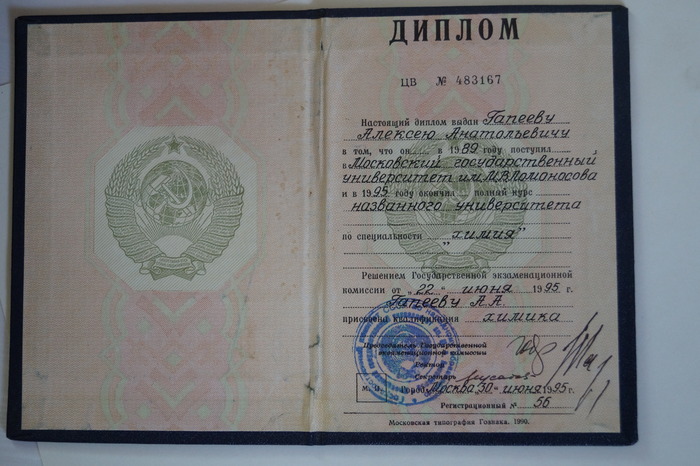 ДИПЛОМ
ЦВ № 483167
Настоящий диплом выдан Гапееву
Алексею Анатольевичу
в том, что он в 1989 году поступил
в Московский государственный
университет им. М.В. Ломоносова
и в 1995 году окончил полный курс
названного университета
по специальности „химия”
Решением Государственной экзаменационной
комиссии от „22“ июня 1995 г.
Гапееву А.А.
присвоена квалификация химика
Председатель Государственной
экзаменационной комиссии
Ректор
Секретарь
М. П. Город Москва 30 июня 1995 г.
Регистрационный № 56
Московская типография Гознака. 1990.